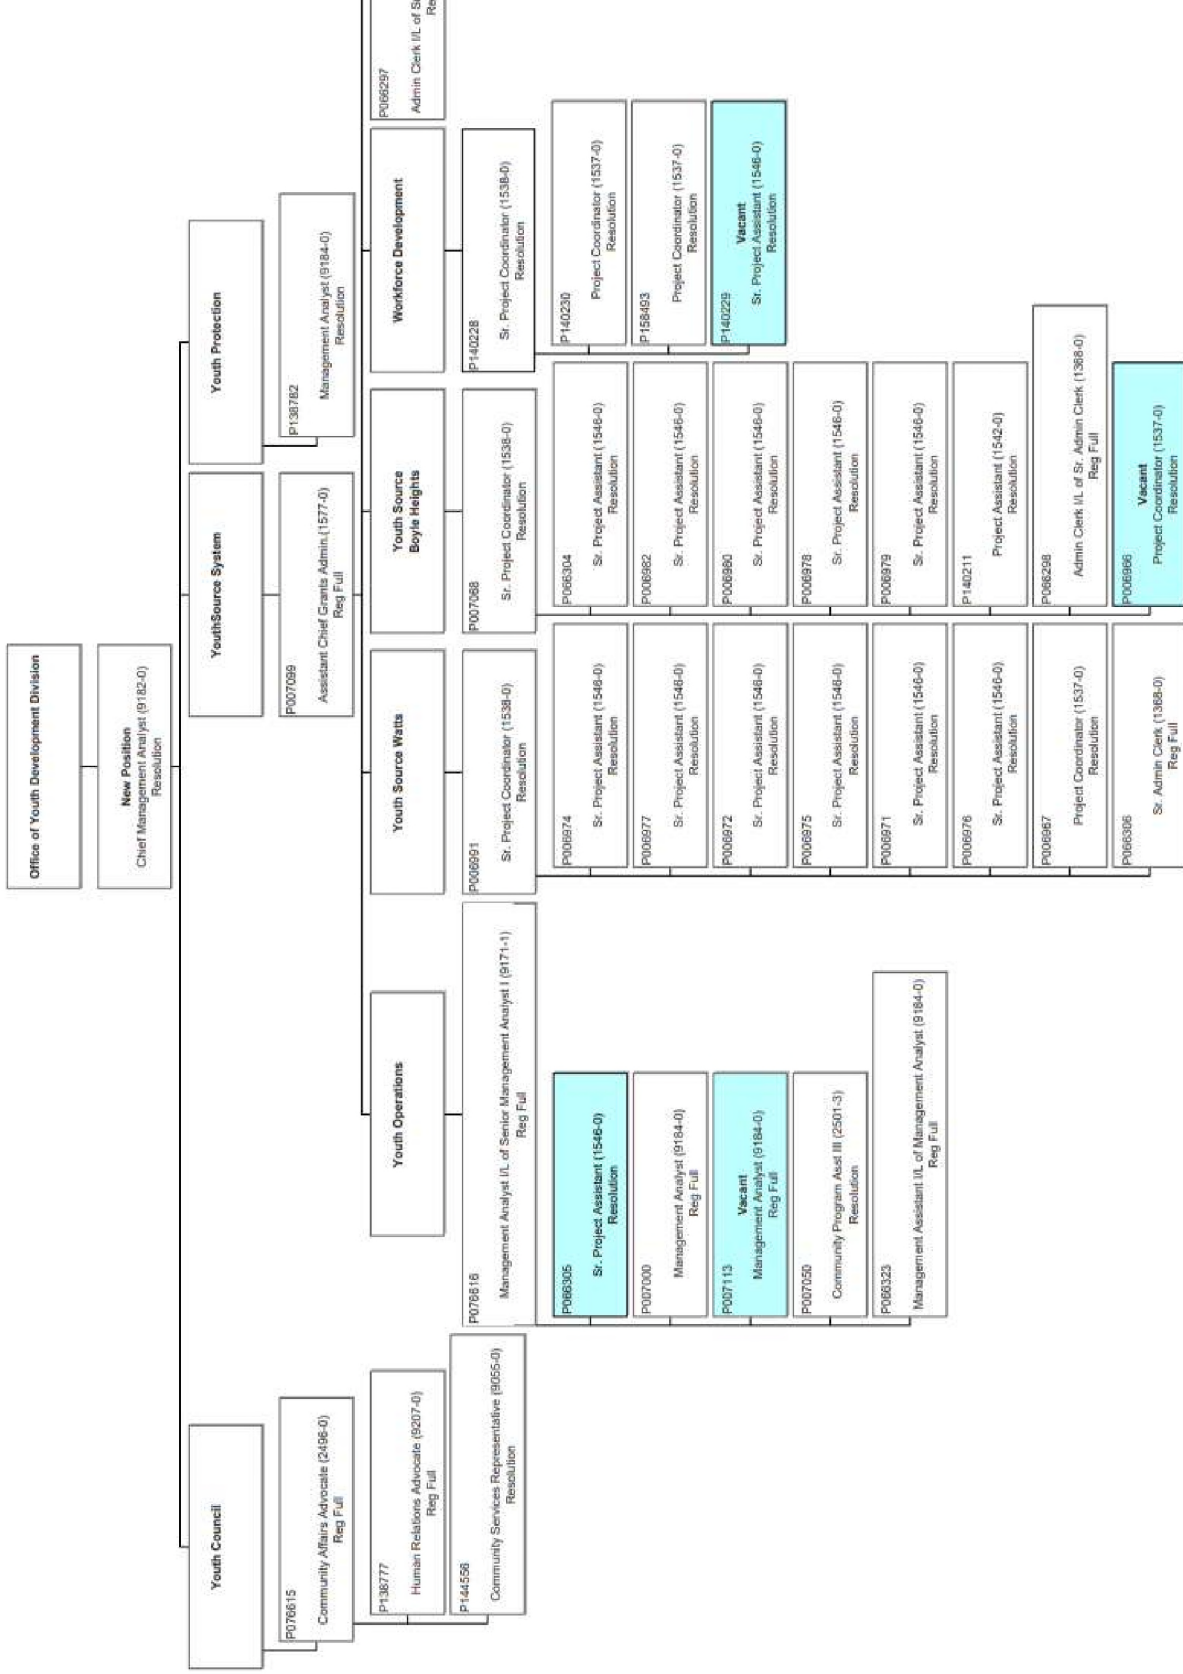 Office of Youth Development Division
New Position
Chief Management Analyst (9182-0)
Resolution
Youth Council
P076615
Community Affairs Advocate (2496-0)
Reg Full
P138777
Human Relations Advocate (9207-0)
Reg Full
P144556
Community Services Representative (9055-0)
Resolution
YouthSource System
P007099
Assistant Chief Grants Admin.(1577-0)
Reg Full
Youth Protection
P138782
Management Analyst (9184-0)
Resolution
Youth Operations
P076616
Management Analyst I/L of Senior Management Analyst I (9171-1)
Reg Full
P066305
Sr. Project Assistant (1546-0)
Resolution
P007000
Management Analyst (9184-0)
Reg Full
P007113
Vacant
Management Analyst (9184-0)
Reg Full
P007050
Community Program Asst III (2501-3)
Resolution
P066323
Management Assistant I/L of Management Analyst (9184-0)
Reg Full
Youth Source Watts
P006991
Sr. Project Coordinator (1538-0)
Resolution
P006974
Sr. Project Assistant (1546-0)
Resolution
P006977
Sr. Project Assistant (1546-0)
Resolution
P006972
Sr. Project Assistant (1546-0)
Resolution
P006975
Sr. Project Assistant (1546-0)
Resolution
P006971
Sr. Project Assistant (1546-0)
Resolution
P006976
Sr. Project Assistant (1546-0)
Resolution
P006967
Project Coordinator (1537-0)
Resolution
P066306
Sr. Admin Clerk (1368-0)
Reg Full
Youth Source
Boyle Heights
P007068
Sr. Project Coordinator (1538-0)
Resolution
P066304
Sr. Project Assistant (1546-0)
Resolution
P006982
Sr. Project Assistant (1546-0)
Resolution
P006980
Sr. Project Assistant (1546-0)
Resolution
P006978
Sr. Project Assistant (1546-0)
Resolution
P006979
Sr. Project Assistant (1546-0)
Resolution
P140211
Project Assistant (1542-0)
Resolution
P066298
Admin Clerk I/L of Sr. Admin Clerk (1368-0)
Reg Full
P006966
Vacant
Project Coordinator (1537-0)
Resolution
Workforce Development
P140228
Sr. Project Coordinator (1538-0)
Resolution
P140230
Project Coordinator (1537-0)
Resolution
P158493
Project Coordinator (1537-0)
Resolution
P140229
Vacant
Sr. Project Assistant (1546-0)
Resolution
P066297
Admin Clerk I/L of